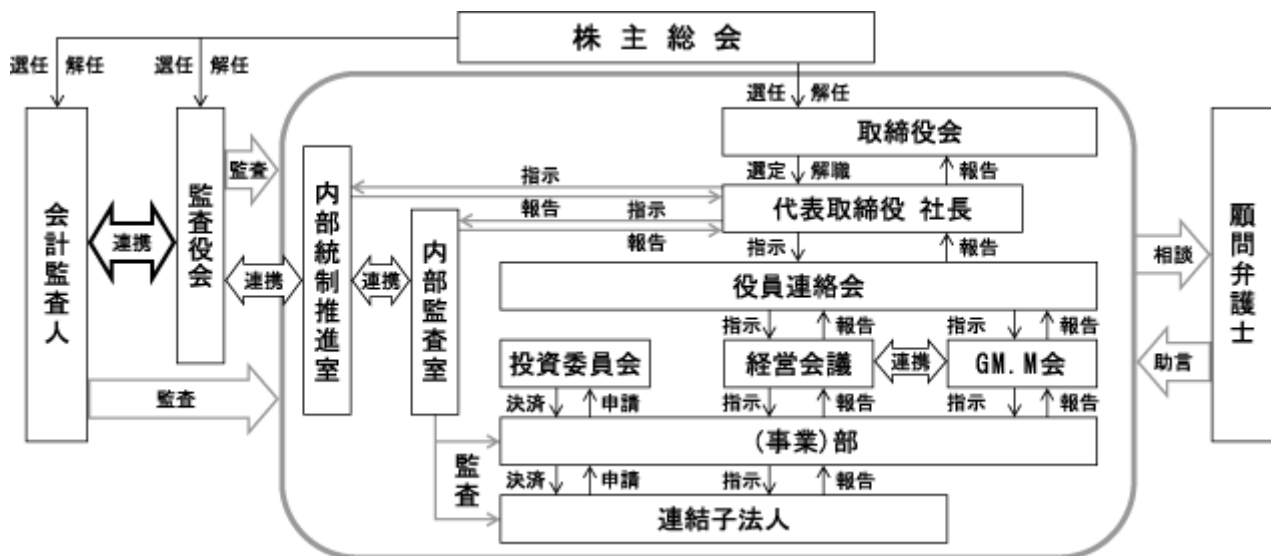 株主総会
選任 解任
選任 解任
選任 解任
取締役会
監査
選定 解職
報告
指示
代表取締役 社長
報告
指示
報告
指示
報告
会計監査人
連携
監査役会
連携
内部統制推進室
連携
内部監査室
役員連絡会
相談
顧問弁護士
助言
指示
報告
指示
報告
投資委員会
経営会議
連携
GM.M会
監査
決済
申請
指示
報告
指示
報告
(事業)部
監査
決済
申請
指示
報告
連結子法人